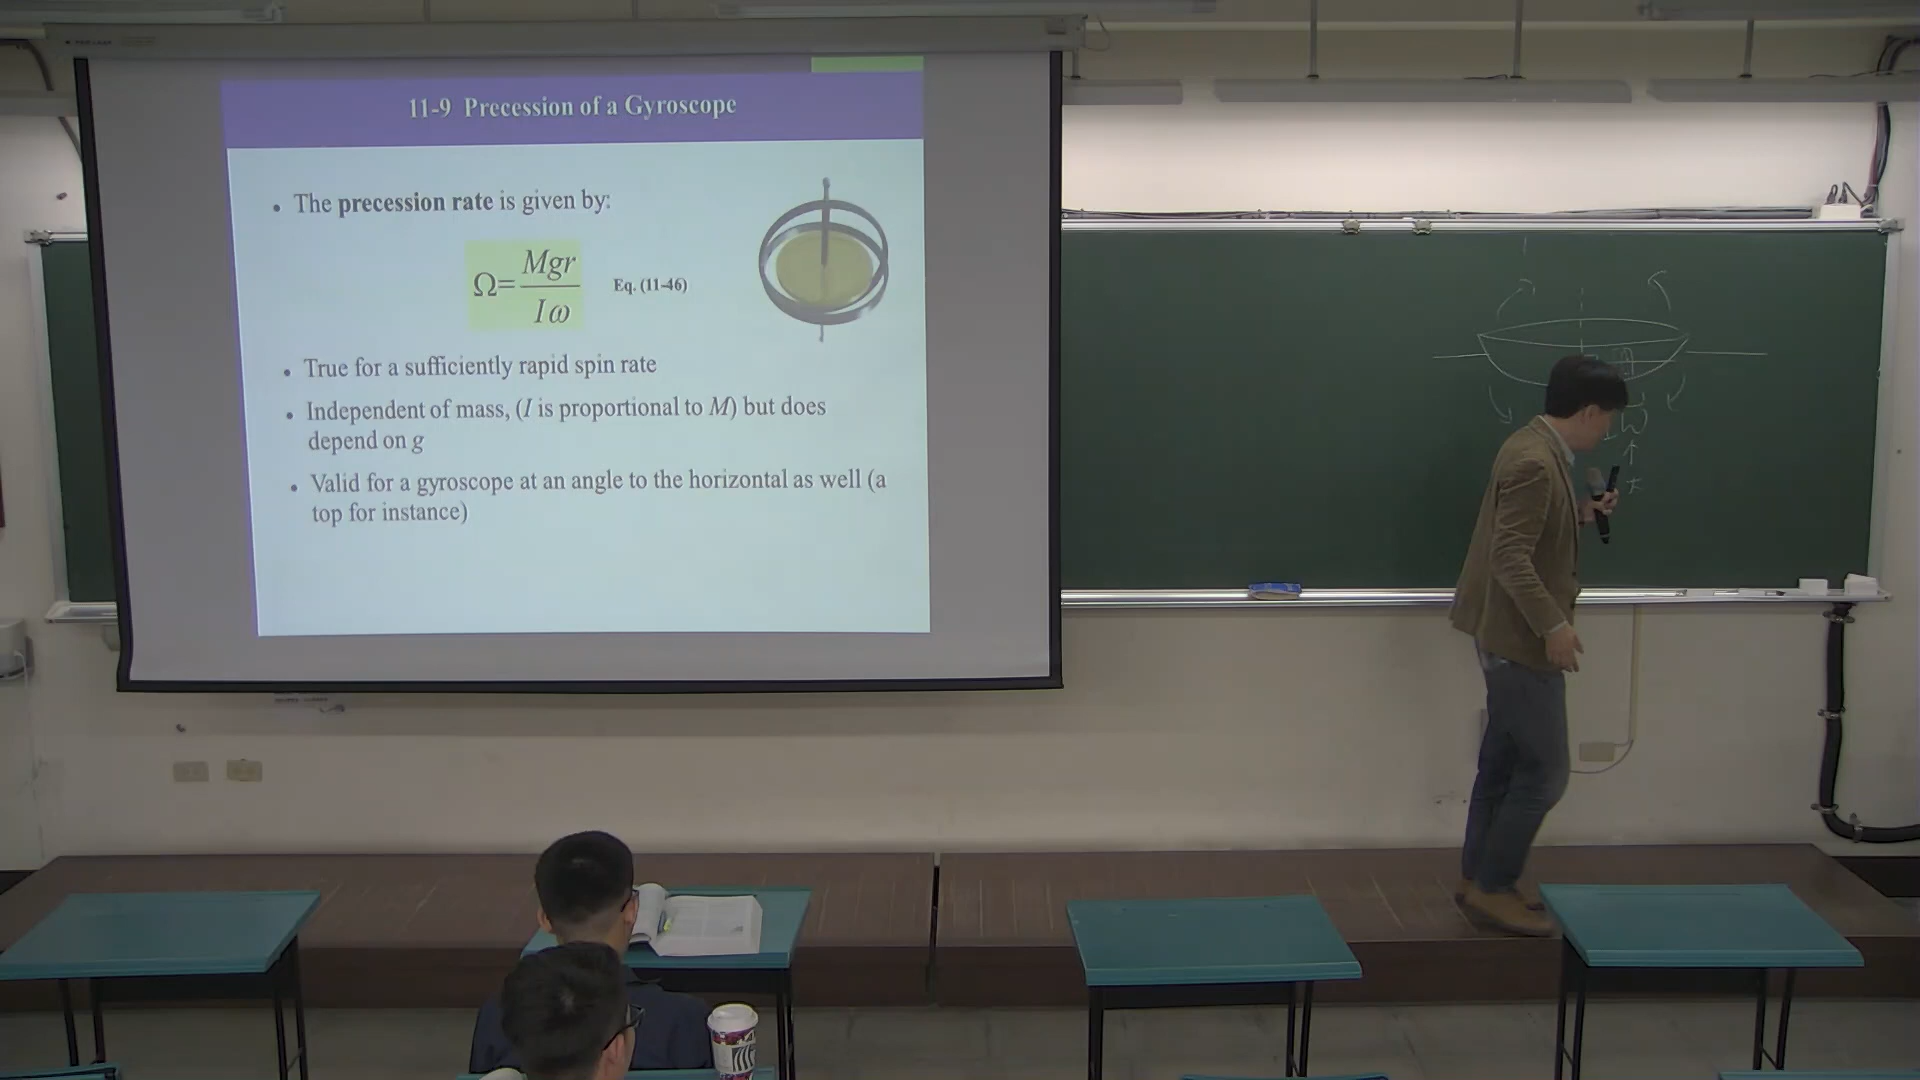 11-9 Precession of a Gyroscope
• The precession rate is given by:
Ω= Mgr / Iω Eq. (11-46)
• True for a sufficiently rapid spin rate
• Independent of mass, (I is proportional to M) but does
depend on g
• Valid for a gyroscope at an angle to the horizontal as well (a
top for instance)